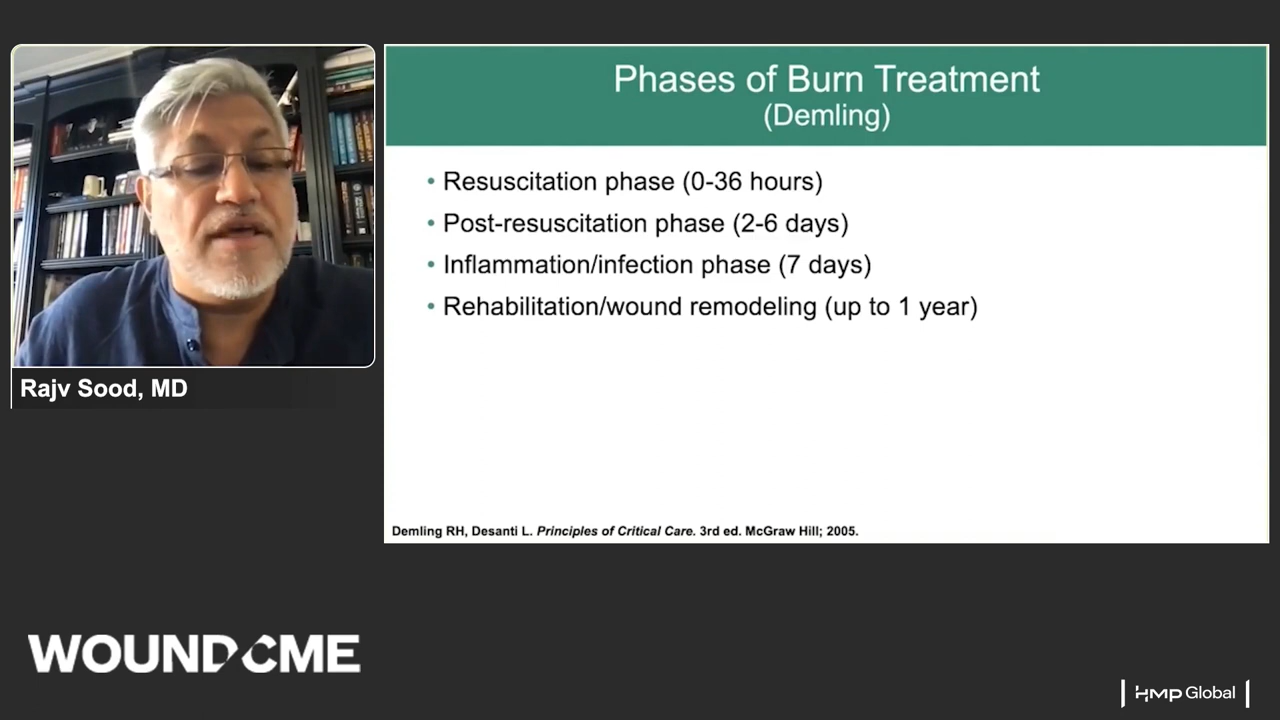 Phases of Burn Treatment
(Demling)
• Resuscitation phase (0-36 hours)
• Post-resuscitation phase (2-6 days)
• Inflammation/infection phase (7 days)
• Rehabilitation/wound remodeling (up to 1 year)
Demling RH, Desanti L. Principles of Critical Care. 3rd ed. McGraw Hill; 2005.
Rajv Sood, MD
WOUNDCME
HMP Global